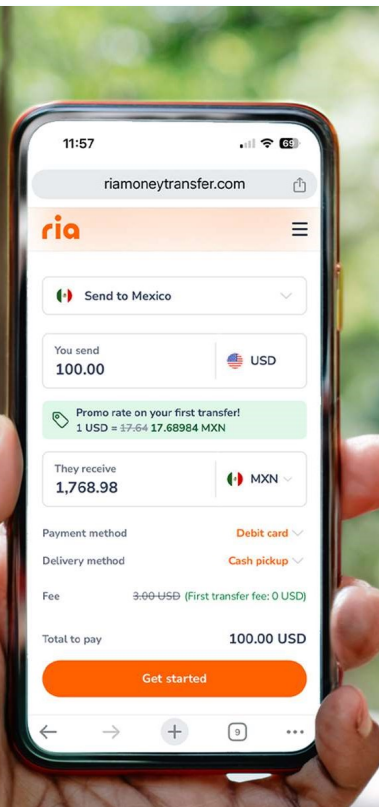 11:57
69
riamoneytransfer.com
ria
Send to Mexico
You send
100.00
USD
Promo rate on your first transfer!
1 USD = 17.64 17.68984 MXN
They receive
1,768.98
MXN
Payment method Debit card
Delivery method Cash pickup
Fee 3.00 USD (First transfer fee: 0 USD)
Total to pay 100.00 USD
Get started
9